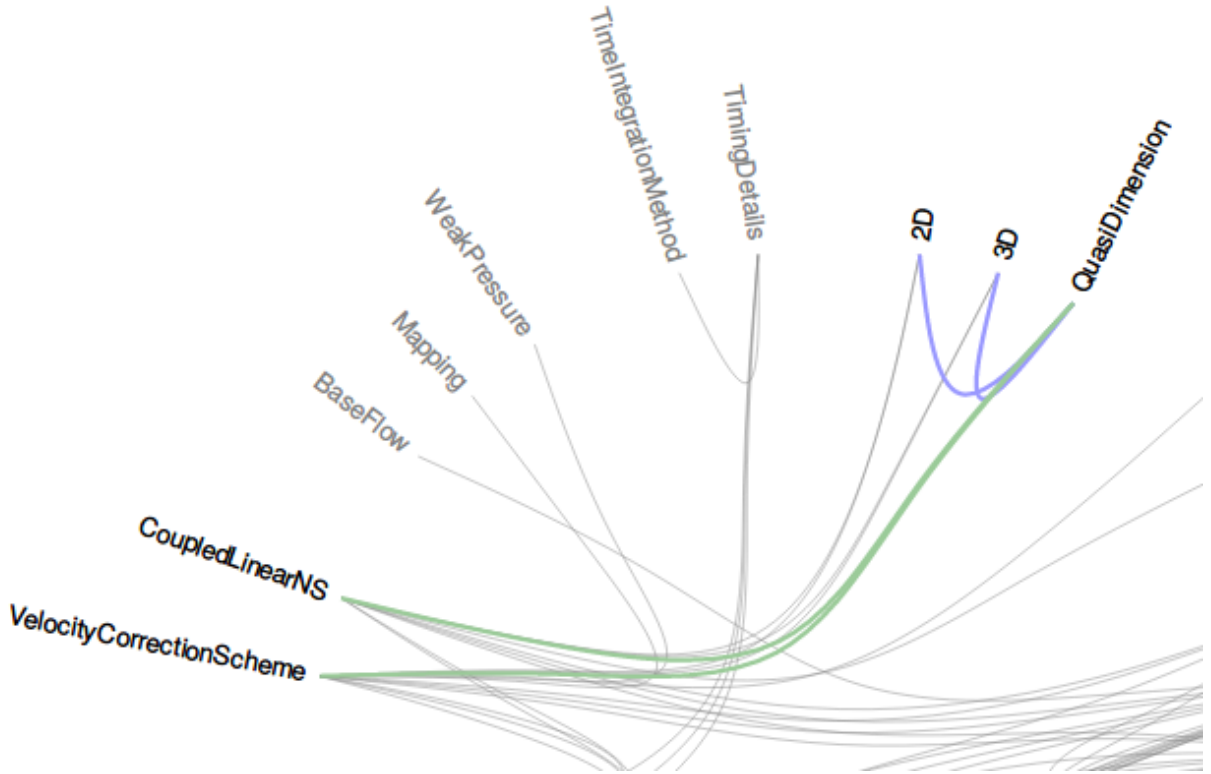 TimeIntegrationMethod
TimingDetails
QuasiDimension
WeakPressure
2D
3D
Mapping
BaseFlow
CoupledLinearNS
VelocityCorrectionScheme